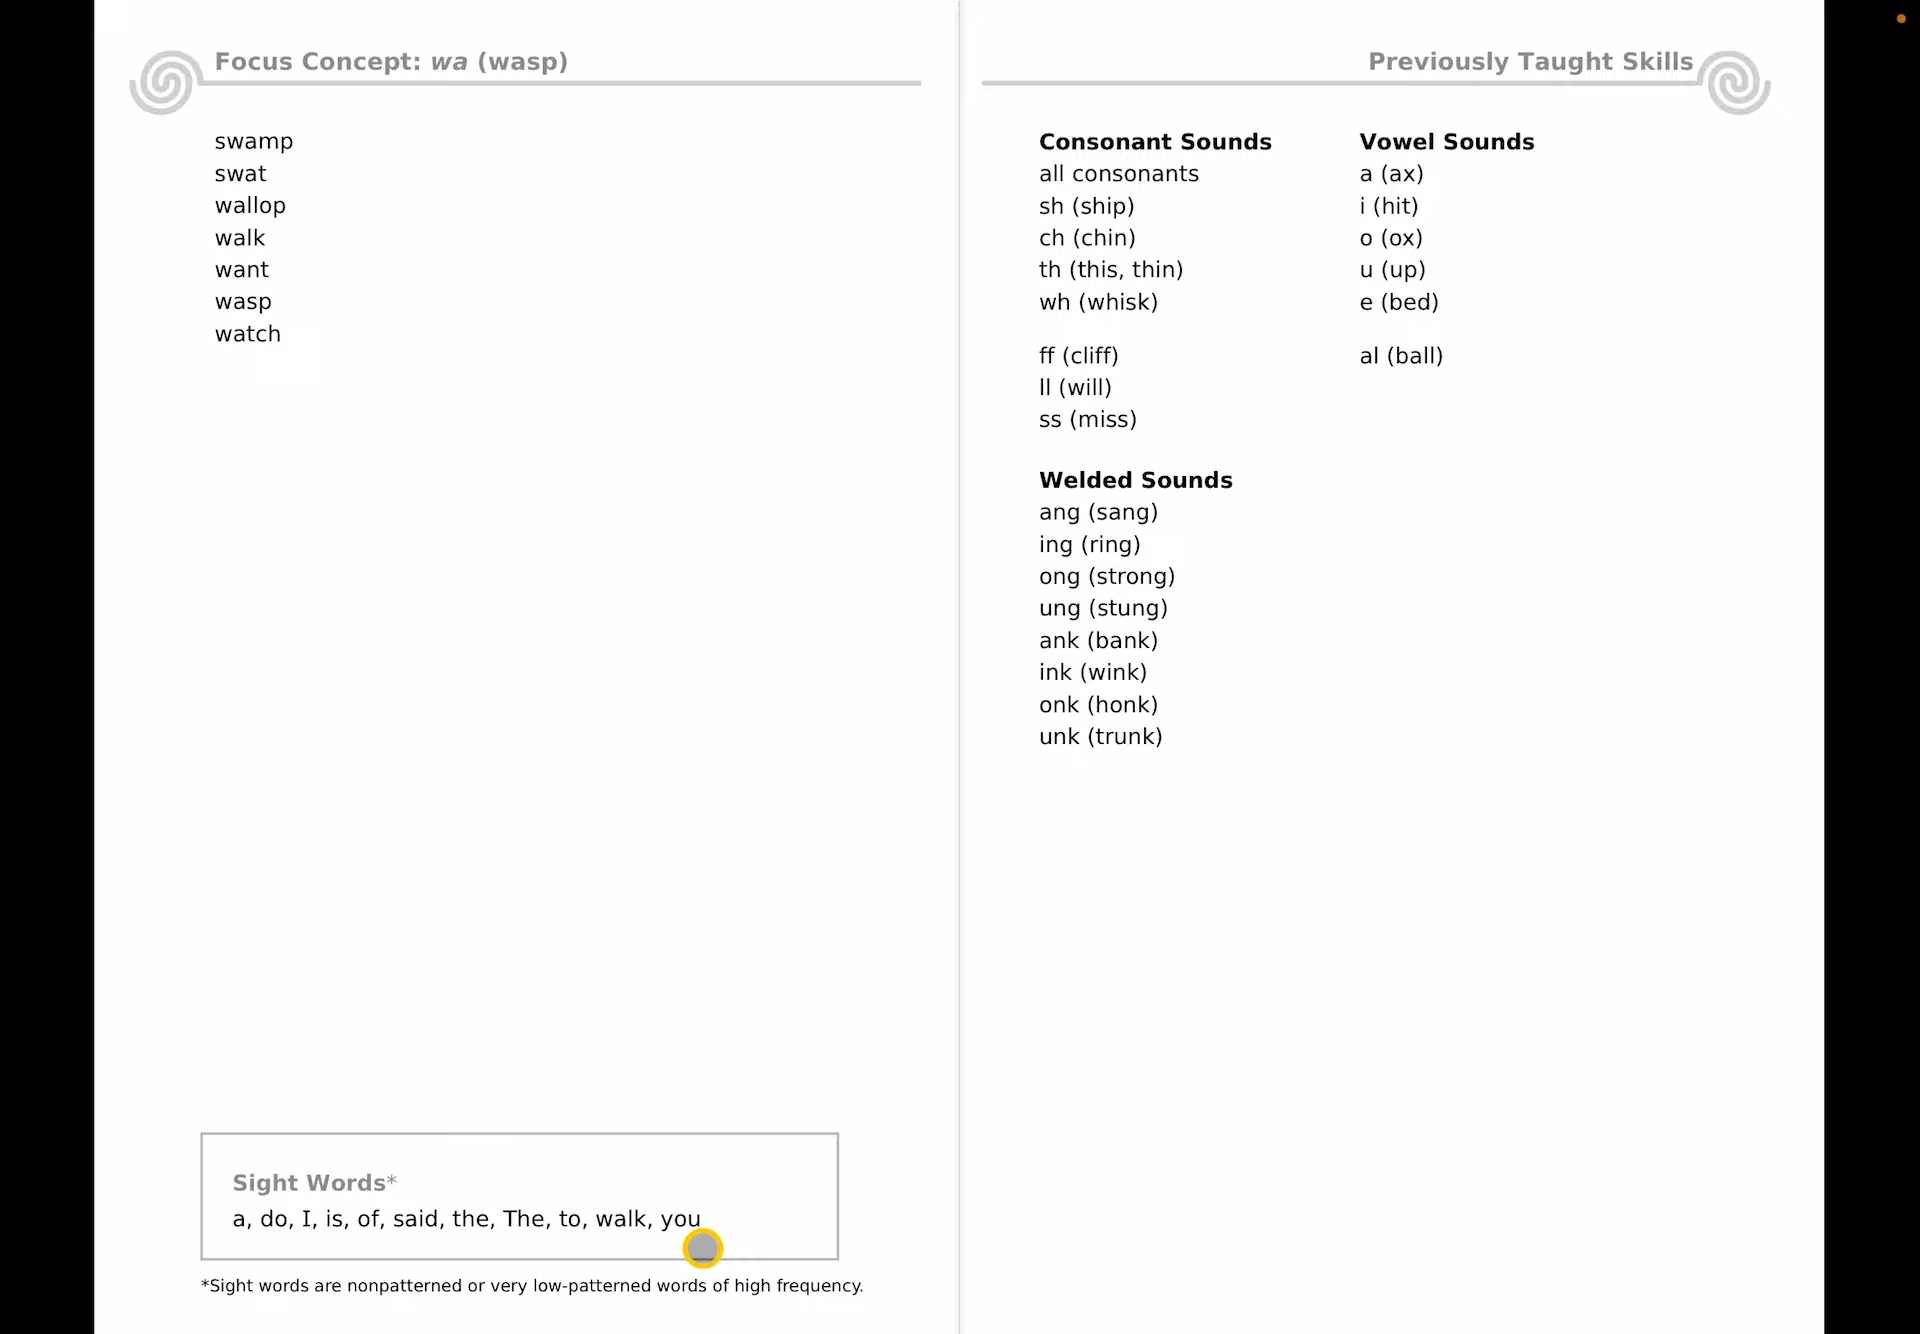 Focus Concept: wa (wasp)
swamp
swat
wallop
walk
want
wasp
watch
Sight Words*
a, do, I, is, of, said, the, The, to, walk, you
*Sight words are nonpatterned or very low-patterned words of high frequency.
Previously Taught Skills
Consonant Sounds
all consonants
sh (ship)
ch (chin)
th (this, thin)
wh (whisk)
ff (cliff)
ll (will)
ss (miss)
Welded Sounds
ang (sang)
ing (ring)
ong (strong)
ung (stung)
ank (bank)
ink (wink)
onk (honk)
unk (trunk)
Vowel Sounds
a (ax)
i (hit)
o (ox)
u (up)
e (bed)
al (ball)